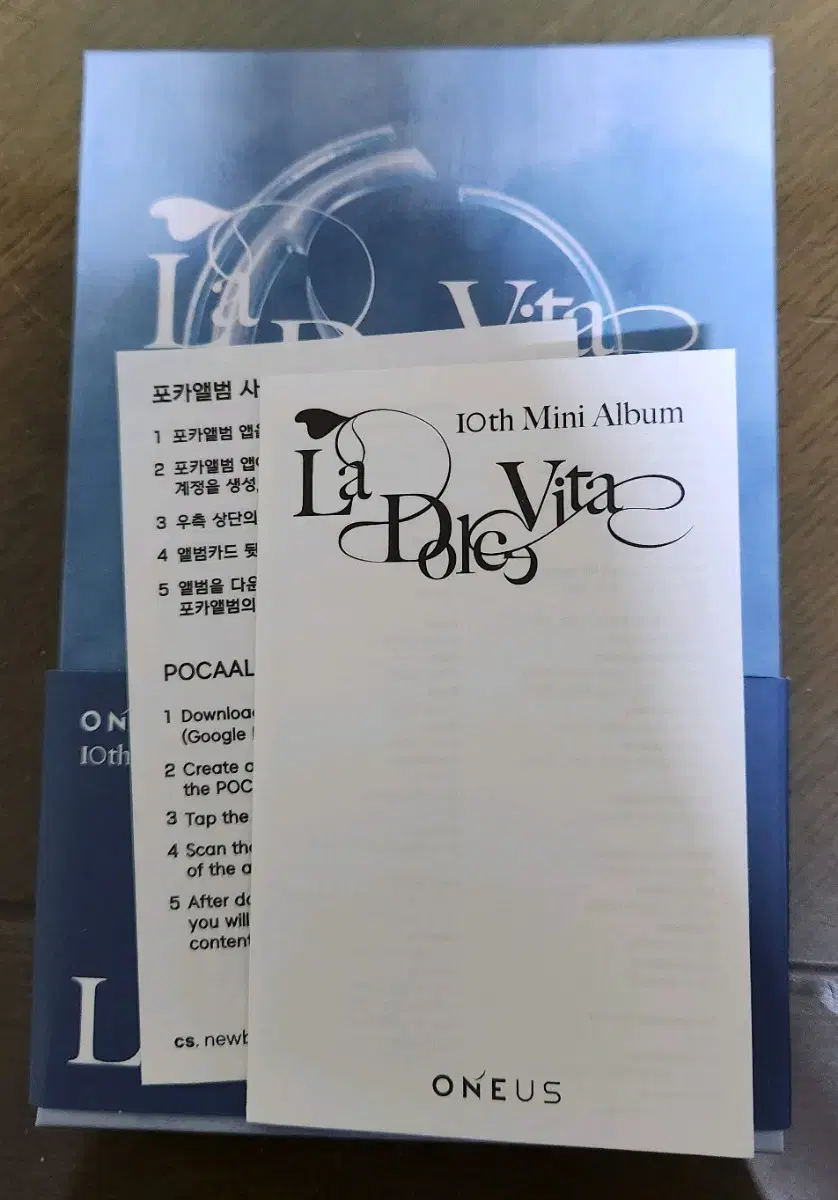 La
Vita
포카앨범 사
1 포카앨범 앱을
2 포카앨범 앱에
계정을 생성,
3 우측 상단의
4 앨범카드 뒷
5 앨범을 다운
포카앨범의
POCAAL
1 Downloa
(Google
2 Create a
the POC
3 Tap the
4 Scan the
of the a
5 After do
you will
content
cs. newb
10th Mini Album
La Dolce Vita
ONEUS
ON
10th
L